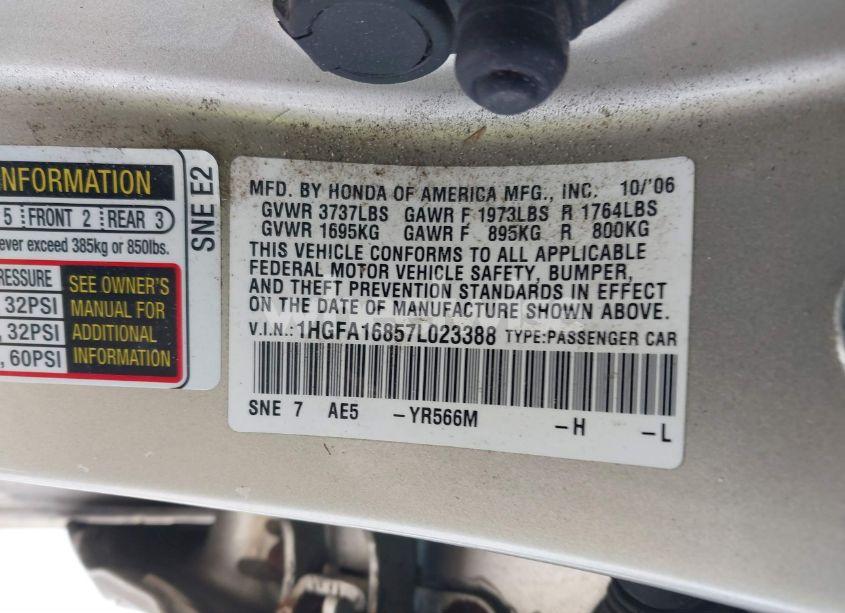 INFORMATION
5 FRONT 2 REAR 3
ever exceed 385kg or 850lbs.
PRESSURE
32PSI
, 32PSI
, 60PSI
SEE OWNER'S
MANUAL FOR
ADDITIONAL
INFORMATION
SNE E2
MFD. BY HONDA OF AMERICA MFG., INC. 10/'06
GVWR 3737LBS GAWR F 1973LBS R 1764LBS
GVWR 1695KG GAWR F 895KG R 800KG
THIS VEHICLE CONFORMS TO ALL APPLICABLE
FEDERAL MOTOR VEHICLE SAFETY, BUMPER,
AND THEFT PREVENTION STANDARDS IN EFFECT
ON THE DATE OF MANUFACTURE SHOWN ABOVE.
V.I.N.: 1HGFA16857L023388 TYPE:PASSENGER CAR
SNE 7 AE5 -YR566M -H -L